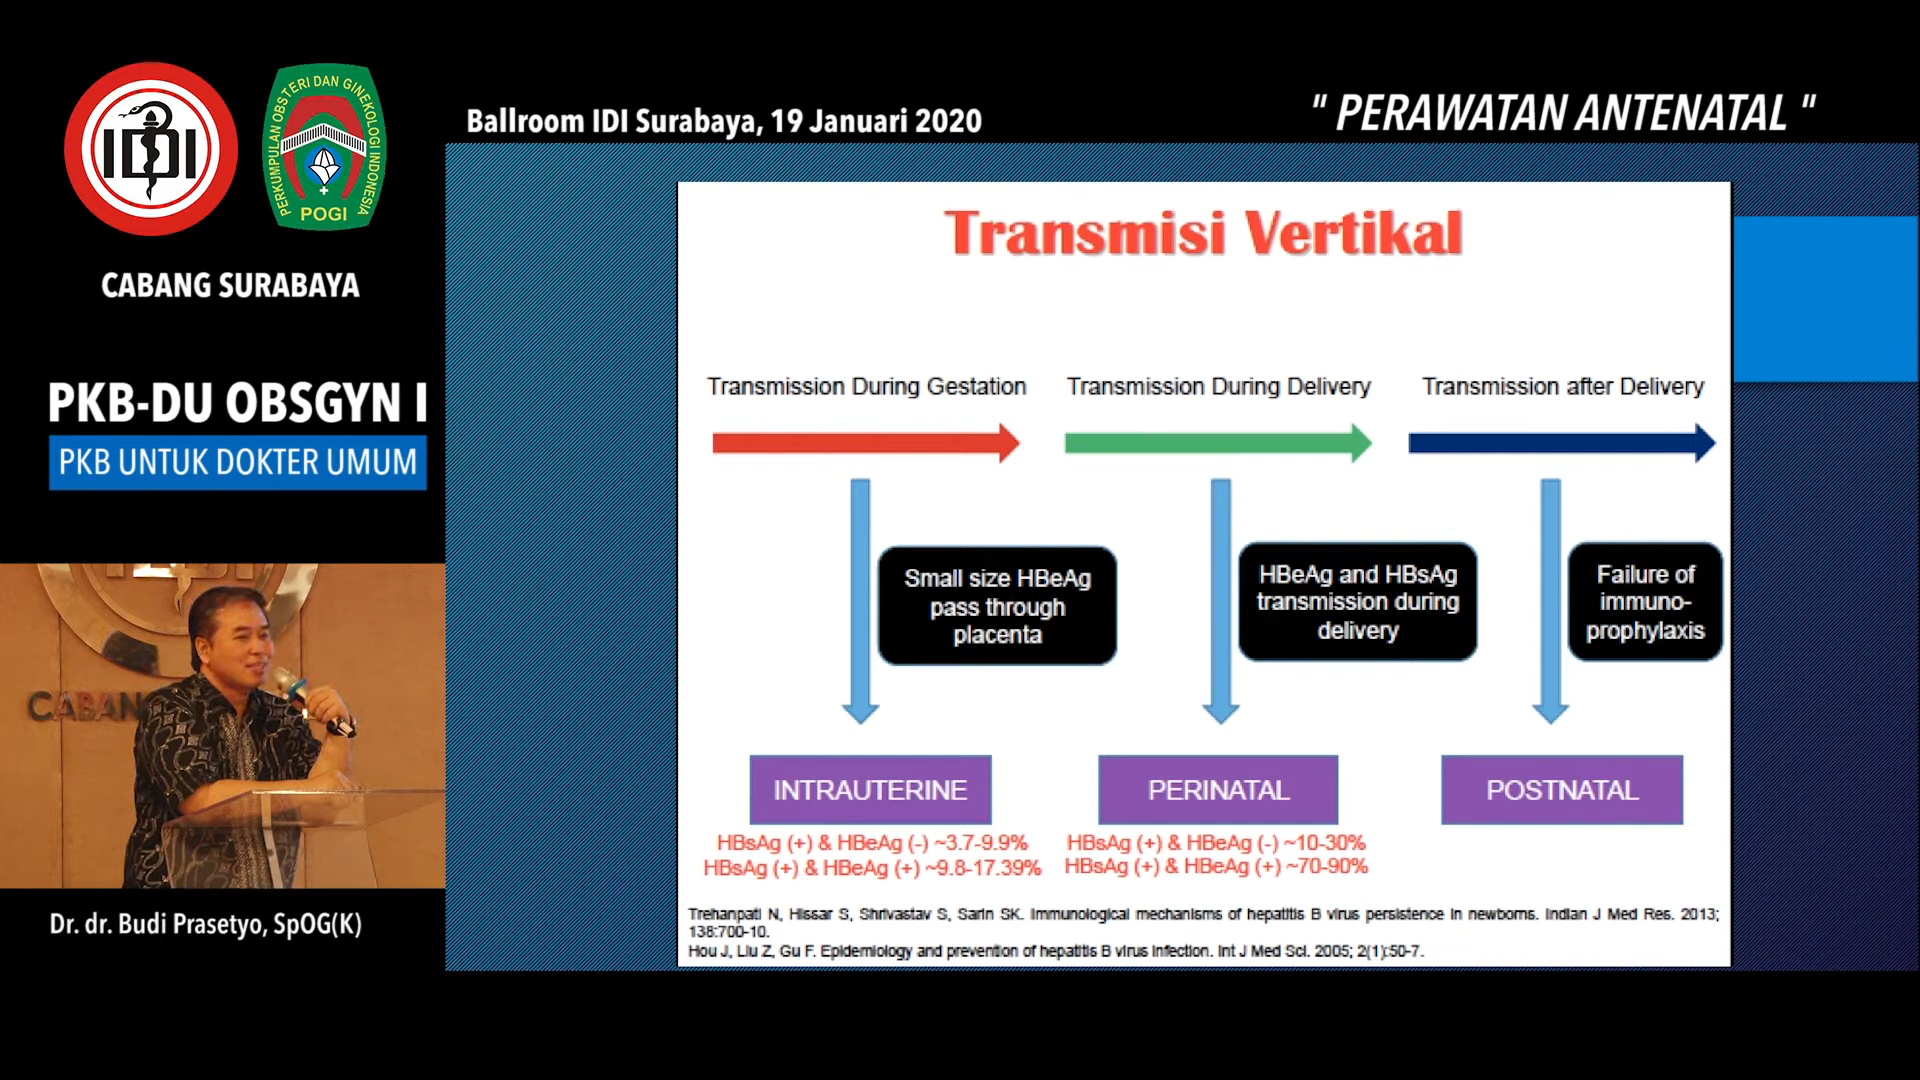 IDI
PERKUMPULAN OBSTERI DAN GINEKOLOGI INDONESIA
POGI
CABANG SURABAYA
PKB-DU OBSGYN I
PKB UNTUK DOKTER UMUM
CABAN
Dr. dr. Budi Prasetyo, SpOG(K)
Ballroom IDI Surabaya, 19 Januari 2020
" PERAWATAN ANTENATAL "
Transmisi Vertikal
Transmission During Gestation
Transmission During Delivery
Transmission after Delivery
Small size HBeAg
pass through
placenta
HBeAg and HBsAg
transmission during
delivery
Failure of
immuno-
prophylaxis
INTRAUTERINE
HBsAg (+) & HBeAg (-) ~3.7-9.9%
HBsAg (+) & HBeAg (+) ~9.8-17.39%
PERINATAL
HBsAg (+) & HBeAg (-) ~10-30%
HBsAg (+) & HBeAg (+) ~70-90%
POSTNATAL
Trehanpati N, Hissar S, Shrivastav S, Sarin SK. Immunological mechanisms of hepatitis B virus persistence in newborns. Indian J Med Res. 2013;
138:700-10.
Hou J, Liu Z, Gu F. Epidemiology and prevention of hepatitis B virus infection. Int J Med Sci. 2005; 2(1):50-7.